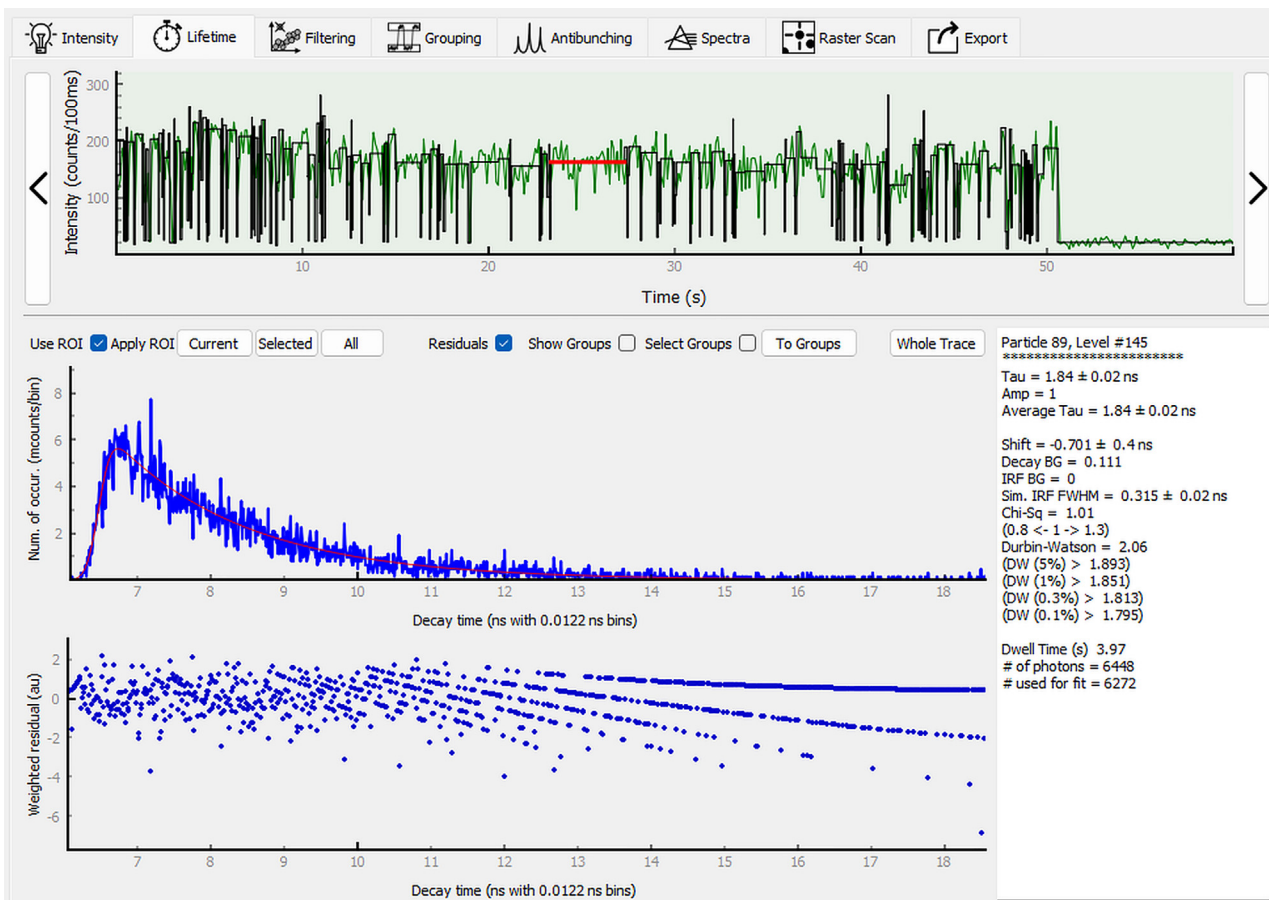 Intensity Lifetime Filtering Grouping Antibunching Spectra Raster Scan Export
Intensity (counts/100ms)
300
200
100
10 20 30 40 50
Time (s)
Use ROI Apply ROI Current Selected All Residuals Show Groups Select Groups To Groups Whole Trace
Num. of occur. (mcounts/bin)
8
6
4
2
7 8 9 10 11 12 13 14 15 16 17 18
Decay time (ns with 0.0122 ns bins)
Weighted residual (au)
2
0
-2
-4
-6
7 8 9 10 11 12 13 14 15 16 17 18
Decay time (ns with 0.0122 ns bins)
Particle 89, Level #145
***********************
Tau = 1.84 ± 0.02 ns
Amp = 1
Average Tau = 1.84 ± 0.02 ns
Shift = -0.701 ± 0.4 ns
Decay BG = 0.111
IRF BG = 0
Sim. IRF FWHM = 0.315 ± 0.02 ns
Chi-Sq = 1.01
(0.8 <- 1 -> 1.3)
Durbin-Watson = 2.06
(DW (5%) > 1.893)
(DW (1%) > 1.851)
(DW (0.3%) > 1.813)
(DW (0.1%) > 1.795)
Dwell Time (s) 3.97
# of photons = 6448
# used for fit = 6272